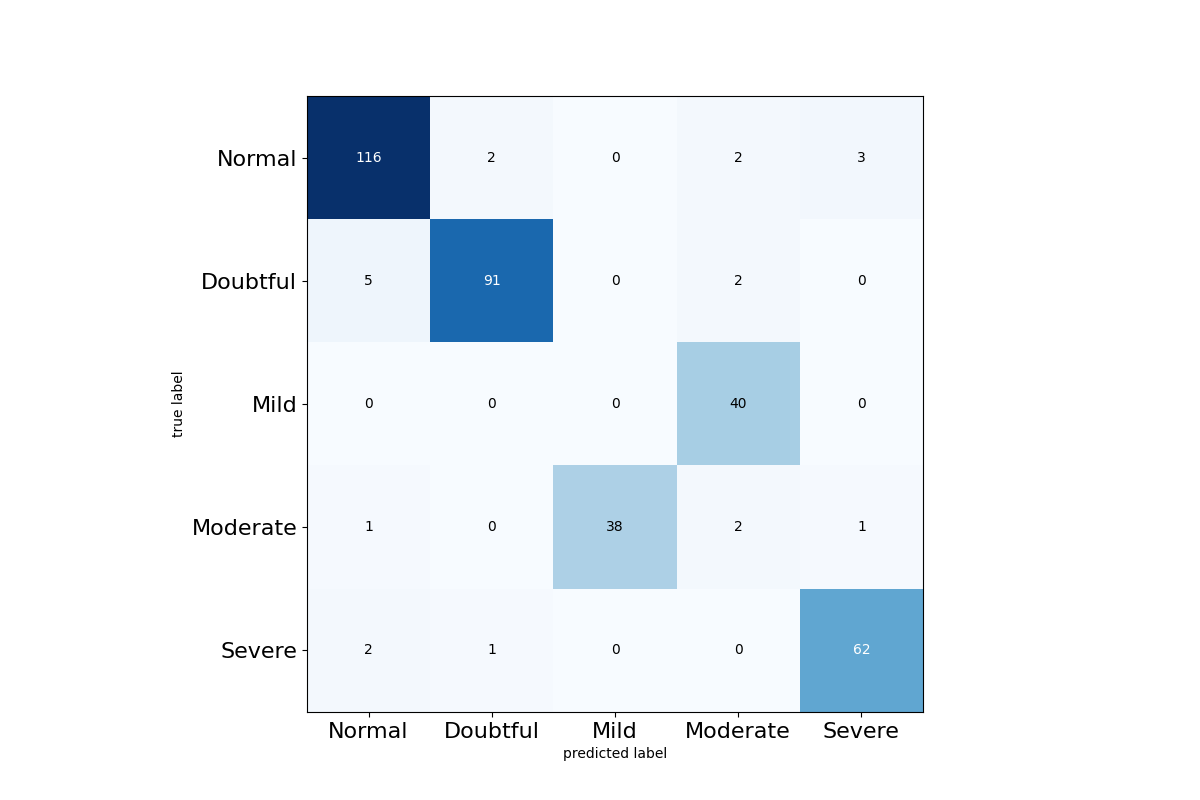 Normal 116 2 0 2 3
Doubtful 5 91 0 2 0
Mild 0 0 0 40 0
Moderate 1 0 38 2 1
Severe 2 1 0 0 62
true label
Normal Doubtful Mild Moderate Severe
predicted label